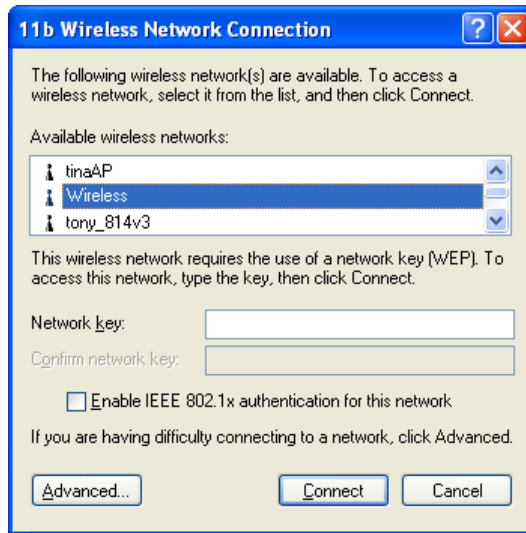 11b Wireless Network Connection
The following wireless network(s) are available. To access a
wireless network, select it from the list, and then click Connect.
Available wireless networks:
tinaAP
Wireless
tony_814v3
This wireless network requires the use of a network key (WEP). To
access this network, type the key, then click Connect.
Network key:
Confirm network key:
Enable IEEE 802.1x authentication for this network
If you are having difficulty connecting to a network, click Advanced.
Advanced... Connect Cancel